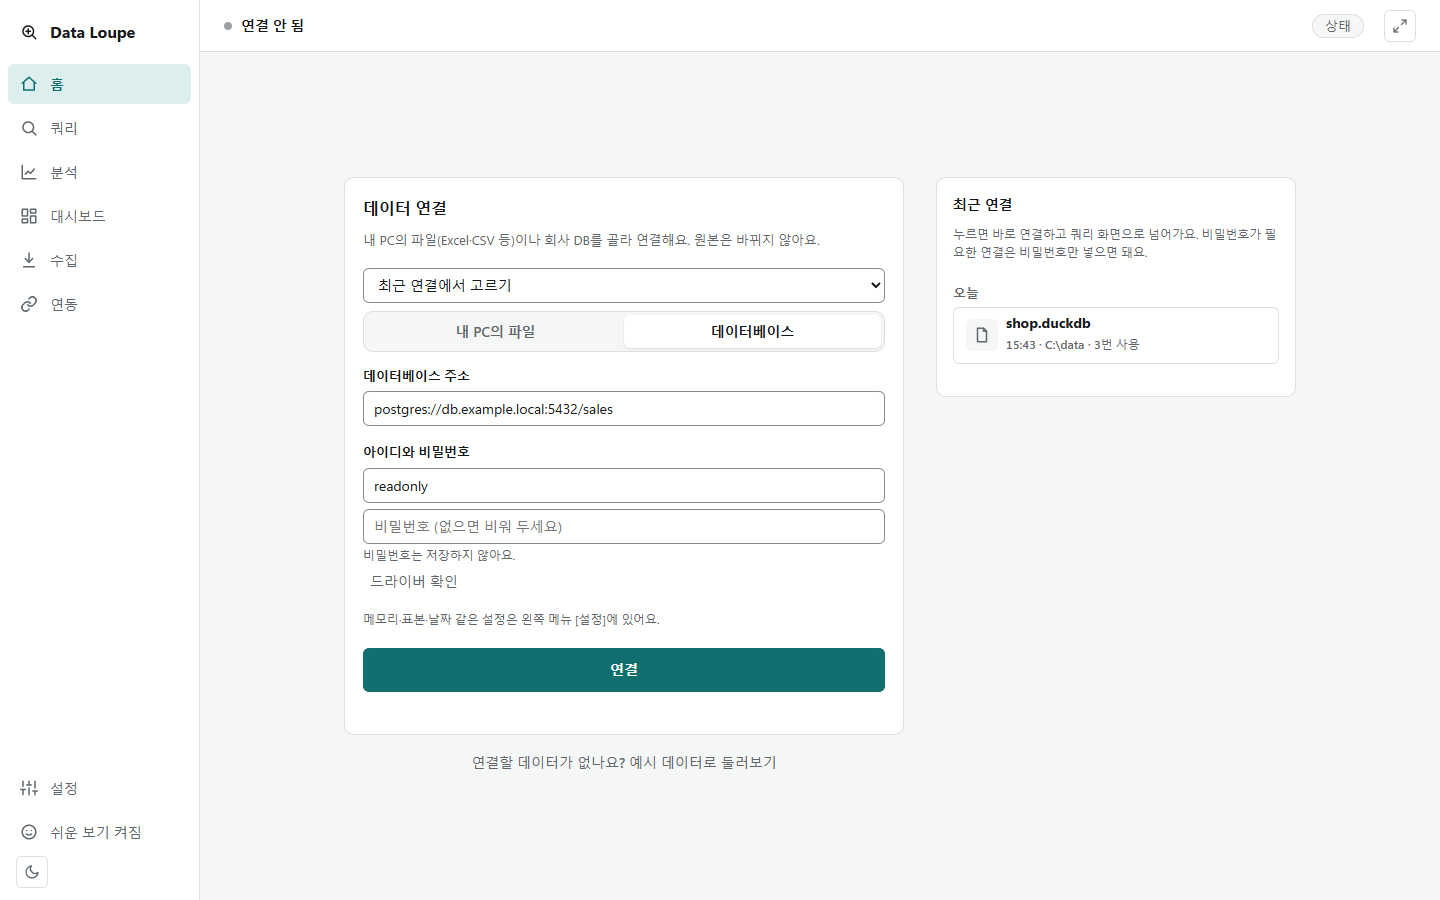 Data Loupe
홈
쿼리
분석
대시보드
수집
연동
설정
쉬운 보기 켜짐
연결 안 됨
상태
데이터 연결
내 PC의 파일(Excel·CSV 등)이나 회사 DB를 골라 연결해요. 원본은 바뀌지 않아요.
최근 연결에서 고르기
내 PC의 파일
데이터베이스
데이터베이스 주소
postgres://db.example.local:5432/sales
아이디와 비밀번호
readonly
비밀번호 (없으면 비워 두세요)
비밀번호는 저장하지 않아요.
드라이버 확인
메모리·표본·날짜 같은 설정은 왼쪽 메뉴 [설정]에 있어요.
연결
연결할 데이터가 없나요? 예시 데이터로 둘러보기
최근 연결
누르면 바로 연결하고 쿼리 화면으로 넘어가요. 비밀번호가 필
요한 연결은 비밀번호만 넣으면 돼요.
오늘
shop.duckdb
15:43 · C:\data · 3번 사용